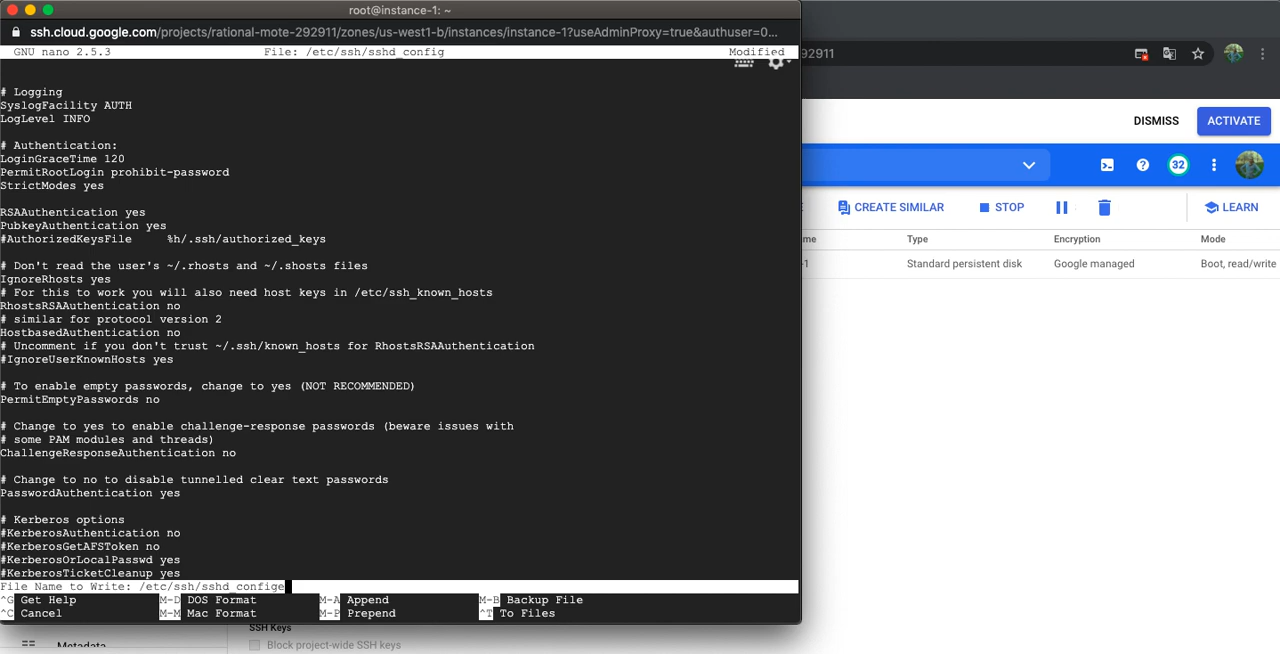 root@instance-1: ~
ssh.cloud.google.com/projects/rational-mote-292911/zones/us-west1-b/instances/instance-1?useAdminProxy=true&authuser=0...
GNU nano 2.5.3 File: /etc/ssh/sshd_config Modified
# Logging
SyslogFacility AUTH
LogLevel INFO
# Authentication:
LoginGraceTime 120
PermitRootLogin prohibit-password
StrictModes yes
RSAAuthentication yes
PubkeyAuthentication yes
#AuthorizedKeysFile %h/.ssh/authorized_keys
# Don't read the user's ~/.rhosts and ~/.shosts files
IgnoreRhosts yes
# For this to work you will also need host keys in /etc/ssh_known_hosts
RhostsRSAAuthentication no
# similar for protocol version 2
HostbasedAuthentication no
# Uncomment if you don't trust ~/.ssh/known_hosts for RhostsRSAAuthentication
#IgnoreUserKnownHosts yes
# To enable empty passwords, change to yes (NOT RECOMMENDED)
PermitEmptyPasswords no
# Change to yes to enable challenge-response passwords (beware issues with
# some PAM modules and threads)
ChallengeResponseAuthentication no
# Change to no to disable tunnelled clear text passwords
PasswordAuthentication yes
# Kerberos options
#KerberosAuthentication no
#KerberosGetAFSToken no
#KerberosOrLocalPasswd yes
#KerberosTicketCleanup yes
File Name to Write: /etc/ssh/sshd_confige
^G Get Help M-D DOS Format M-A Append M-B Backup File
^C Cancel M-M Mac Format M-P Prepend ^T To Files
92911
DISMISS ACTIVATE
32
CREATE SIMILAR STOP LEARN
me Type Encryption Mode
-1 Standard persistent disk Google managed Boot, read/write
Metadata
SSH Keys
Block project-wide SSH keys